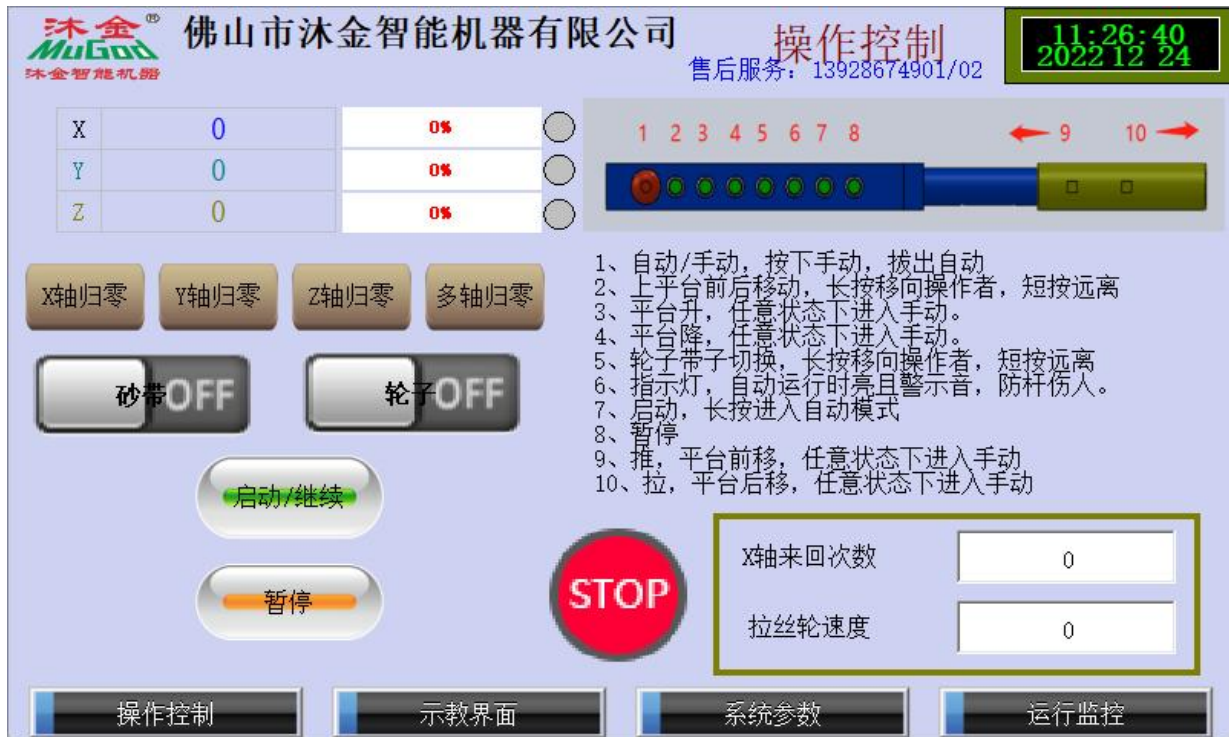 沐金®
MuGod
沐金智能机器
佛山市沐金智能机器有限公司
操作控制
售后服务：13928674901/02
11:26:40
2022 12 24
X 0 0%
Y 0 0%
Z 0 0%
1 2 3 4 5 6 7 8 9 10
1、自动/手动，按下手动，拔出自动
2、上平台前后移动，长按移向操作者，短按远离
3、平台升，任意状态下进入手动。
4、平台降，任意状态下进入手动。
5、轮子带子切换，长按移向操作者，短按远离
6、指示灯，自动运行时亮且警示音，防杆伤人。
7、启动，长按进入自动模式
8、暂停
9、推，平台前移，任意状态下进入手动
10、拉，平台后移，任意状态下进入手动
X轴归零 Y轴归零 Z轴归零 多轴归零
砂带OFF 轮子OFF
启动/继续
暂停
STOP
X轴来回次数 0
拉丝轮速度 0
操作控制 示教界面 系统参数 运行监控